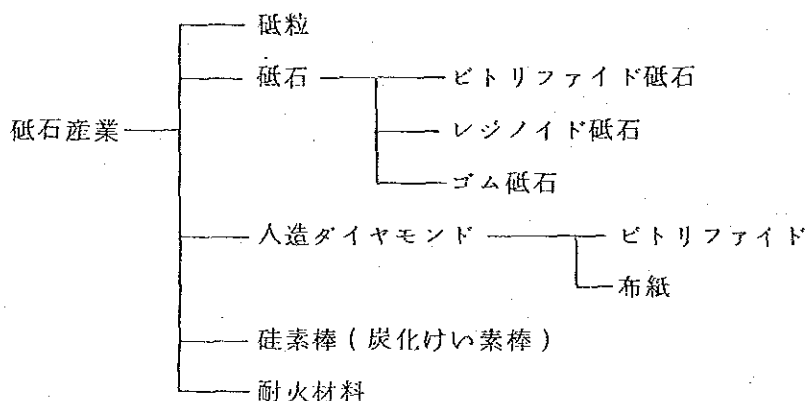 砥粒
砥石 ビトリファイド砥石
砥石産業 レジノイド砥石
ゴム砥石
人造ダイヤモンド ビトリファイド
布紙
硅素棒(炭化けい素棒)
耐火材料